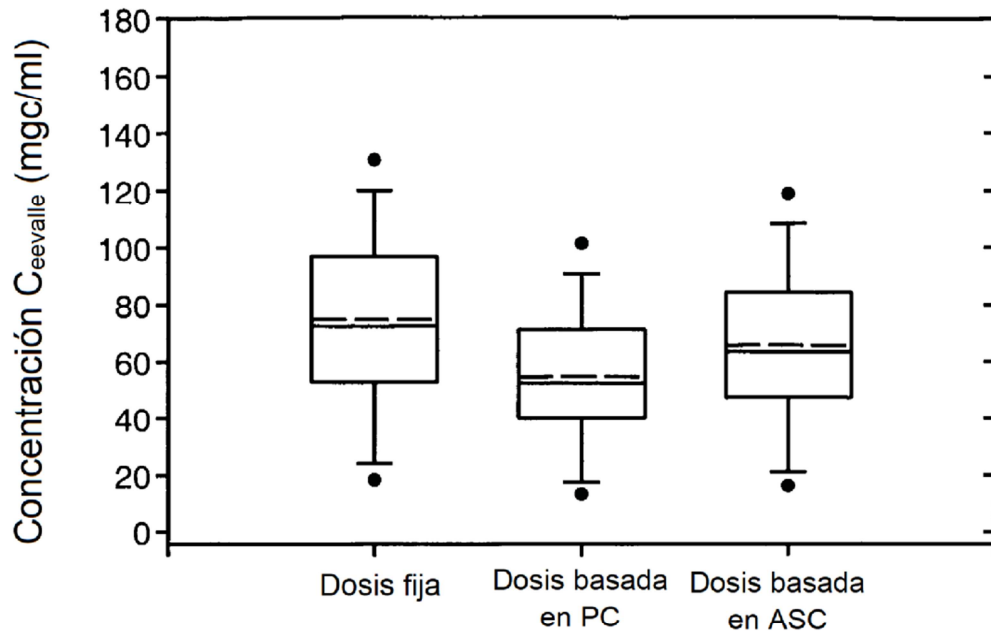 Concentración Ceevalle (mgc/ml)
180
160
140
120
100
80
60
40
20
0
Dosis fija
Dosis basada
en PC
Dosis basada
en ASC